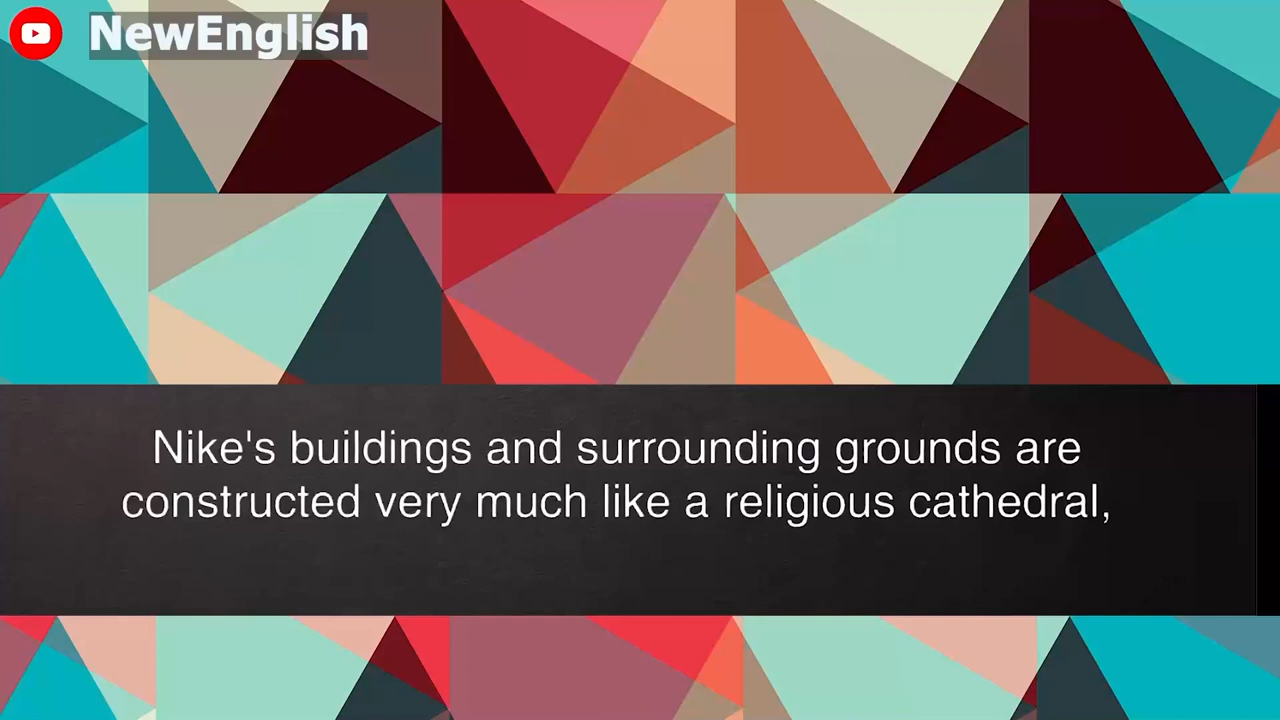 NewEnglish
Nike's buildings and surrounding grounds are
constructed very much like a religious cathedral,